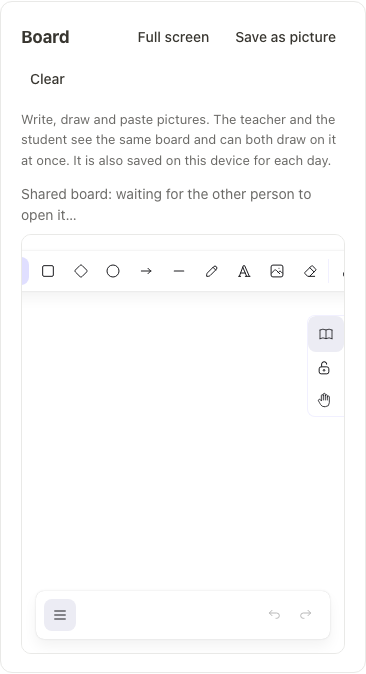 Board
Full screen
Save as picture
Clear
Write, draw and paste pictures. The teacher and the
student see the same board and can both draw on it
at once. It is also saved on this device for each day.
Shared board: waiting for the other person to
open it...
A